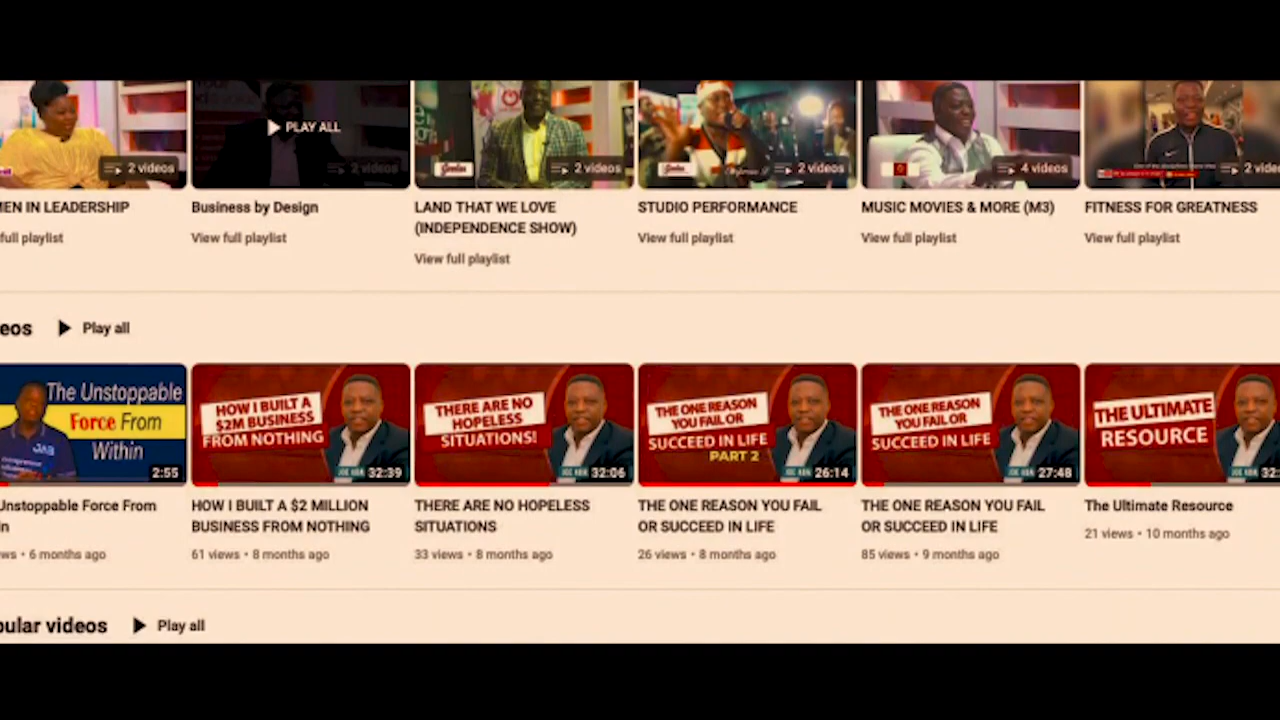 2 videos
PLAY ALL
2 videos
2 videos
2 videos
4 videos
2 vide
EN IN LEADERSHIP
Business by Design
LAND THAT WE LOVE
(INDEPENDENCE SHOW)
STUDIO PERFORMANCE
MUSIC MOVIES & MORE (M3)
FITNESS FOR GREATNESS
full playlist
View full playlist
View full playlist
View full playlist
View full playlist
View full playlist
eos
Play all
The Unstoppable
Force From
Within
JAB
2:55
HOW I BUILT A
$2M BUSINESS
FROM NOTHING
32:39
THERE ARE NO
HOPELESS
SITUATIONS!
32:06
THE ONE REASON
YOU FAIL OR
SUCCEED IN LIFE
PART 2
26:14
THE ONE REASON
YOU FAIL OR
SUCCEED IN LIFE
27:48
THE ULTIMATE
RESOURCE
32:
Unstoppable Force From
n
ws • 6 months ago
HOW I BUILT A $2 MILLION
BUSINESS FROM NOTHING
61 views • 8 months ago
THERE ARE NO HOPELESS
SITUATIONS
33 views • 8 months ago
THE ONE REASON YOU FAIL
OR SUCCEED IN LIFE
26 views • 8 months ago
THE ONE REASON YOU FAIL
OR SUCCEED IN LIFE
85 views • 9 months ago
The Ultimate Resource
21 views • 10 months ago
pular videos
Play all